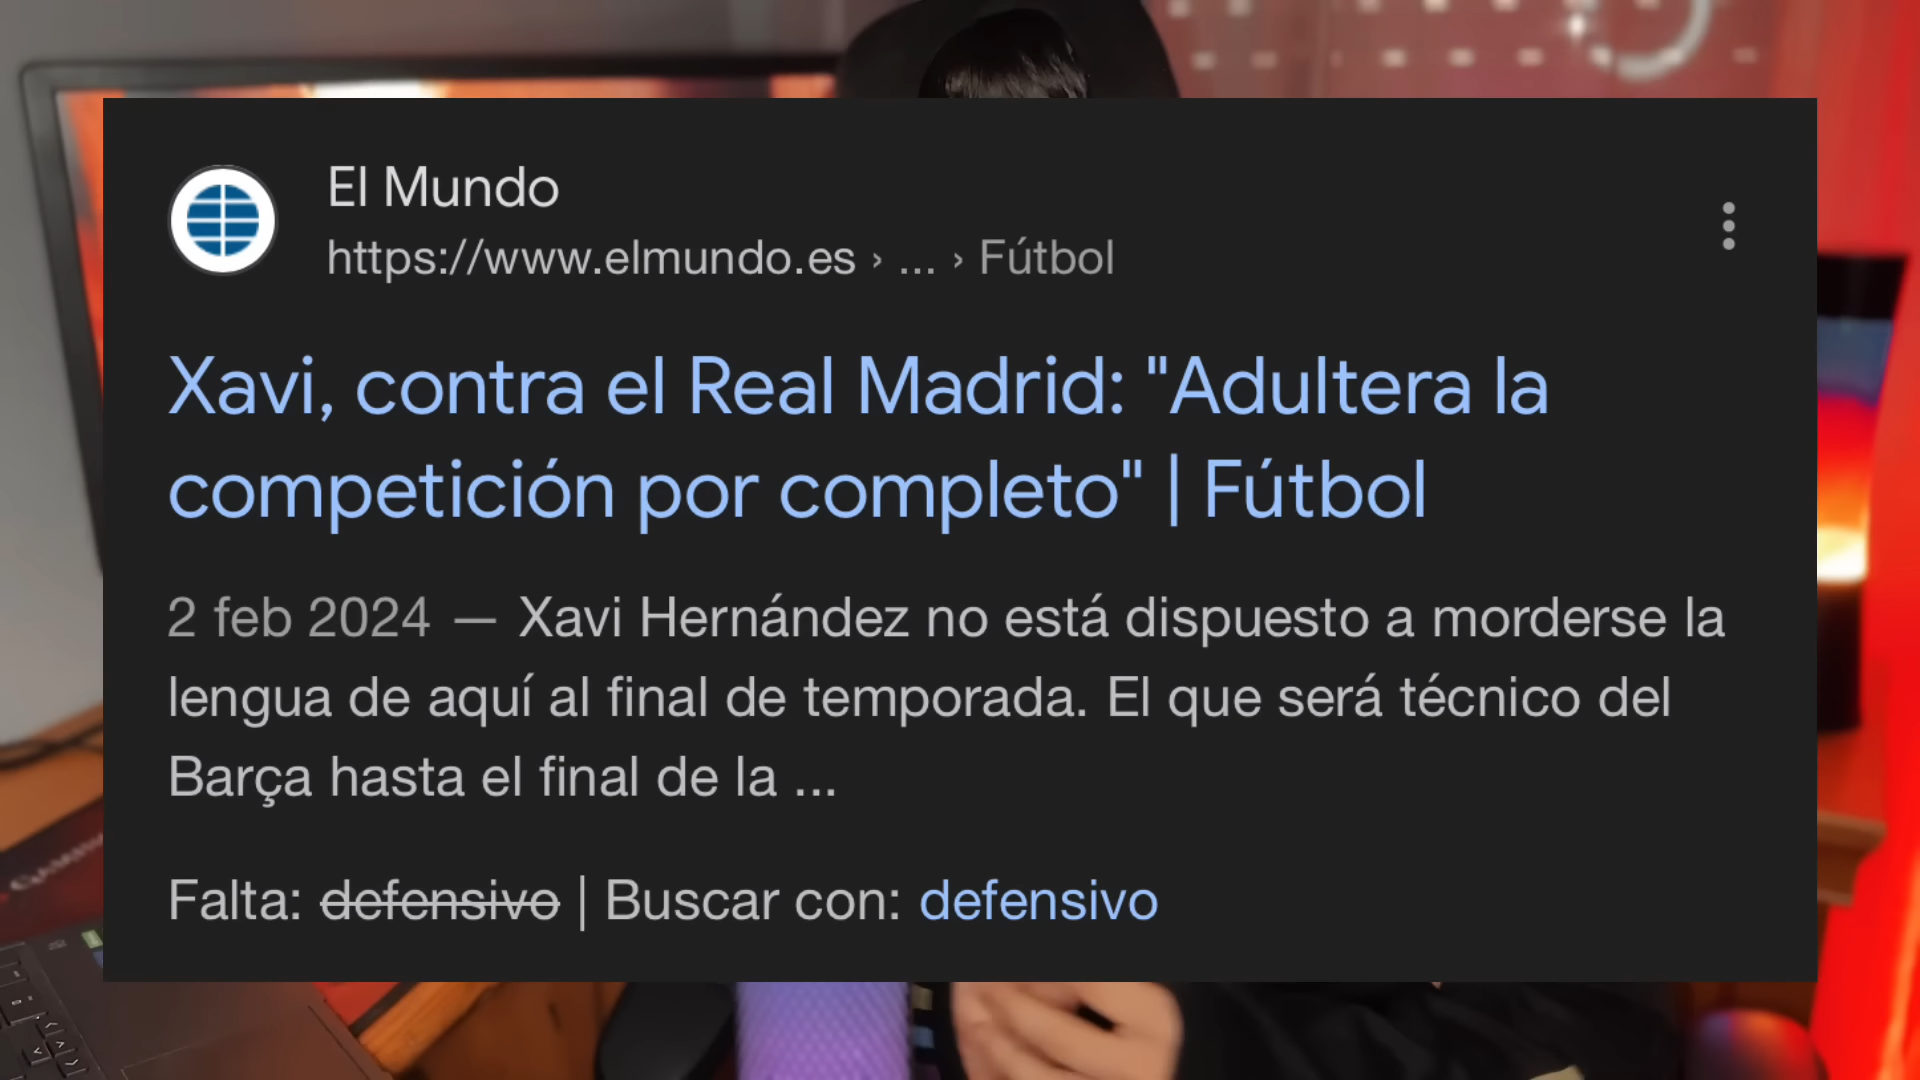 El Mundo
https://www.elmundo.es › ... › Fútbol
Xavi, contra el Real Madrid: "Adultera la
competición por completo" | Fútbol
2 feb 2024 — Xavi Hernández no está dispuesto a morderse la
lengua de aquí al final de temporada. El que será técnico del
Barça hasta el final de la ...
Falta: defensivo | Buscar con: defensivo